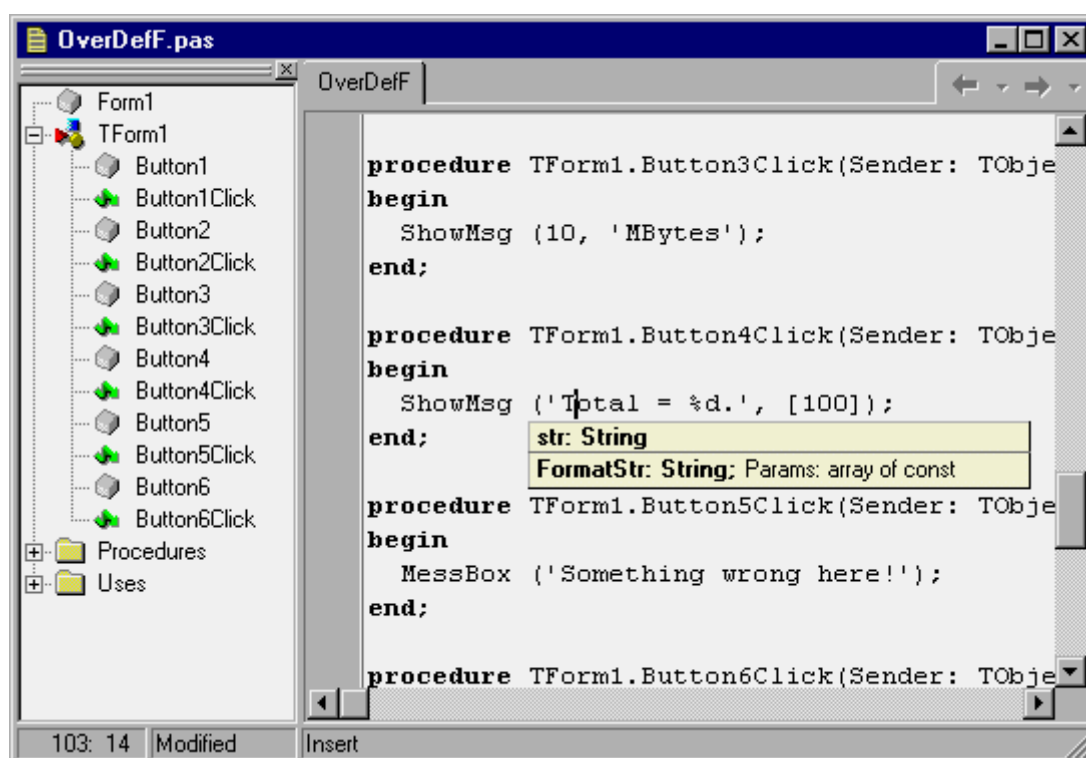 OverDefF.pas
OverDefF
Form1
TForm1
Button1
Button1Click
Button2
Button2Click
Button3
Button3Click
Button4
Button4Click
Button5
Button5Click
Button6
Button6Click
Procedures
Uses
procedure TForm1.Button3Click(Sender: TObje
begin
ShowMsg (10, 'MBytes');
end;
procedure TForm1.Button4Click(Sender: TObje
begin
ShowMsg ('Total = %d.', [100]);
end;
str: String
FormatStr: String; Params: array of const
procedure TForm1.Button5Click(Sender: TObje
begin
MessBox ('Something wrong here!');
end;
procedure TForm1.Button6Click(Sender: TObje
103: 14 Modified Insert